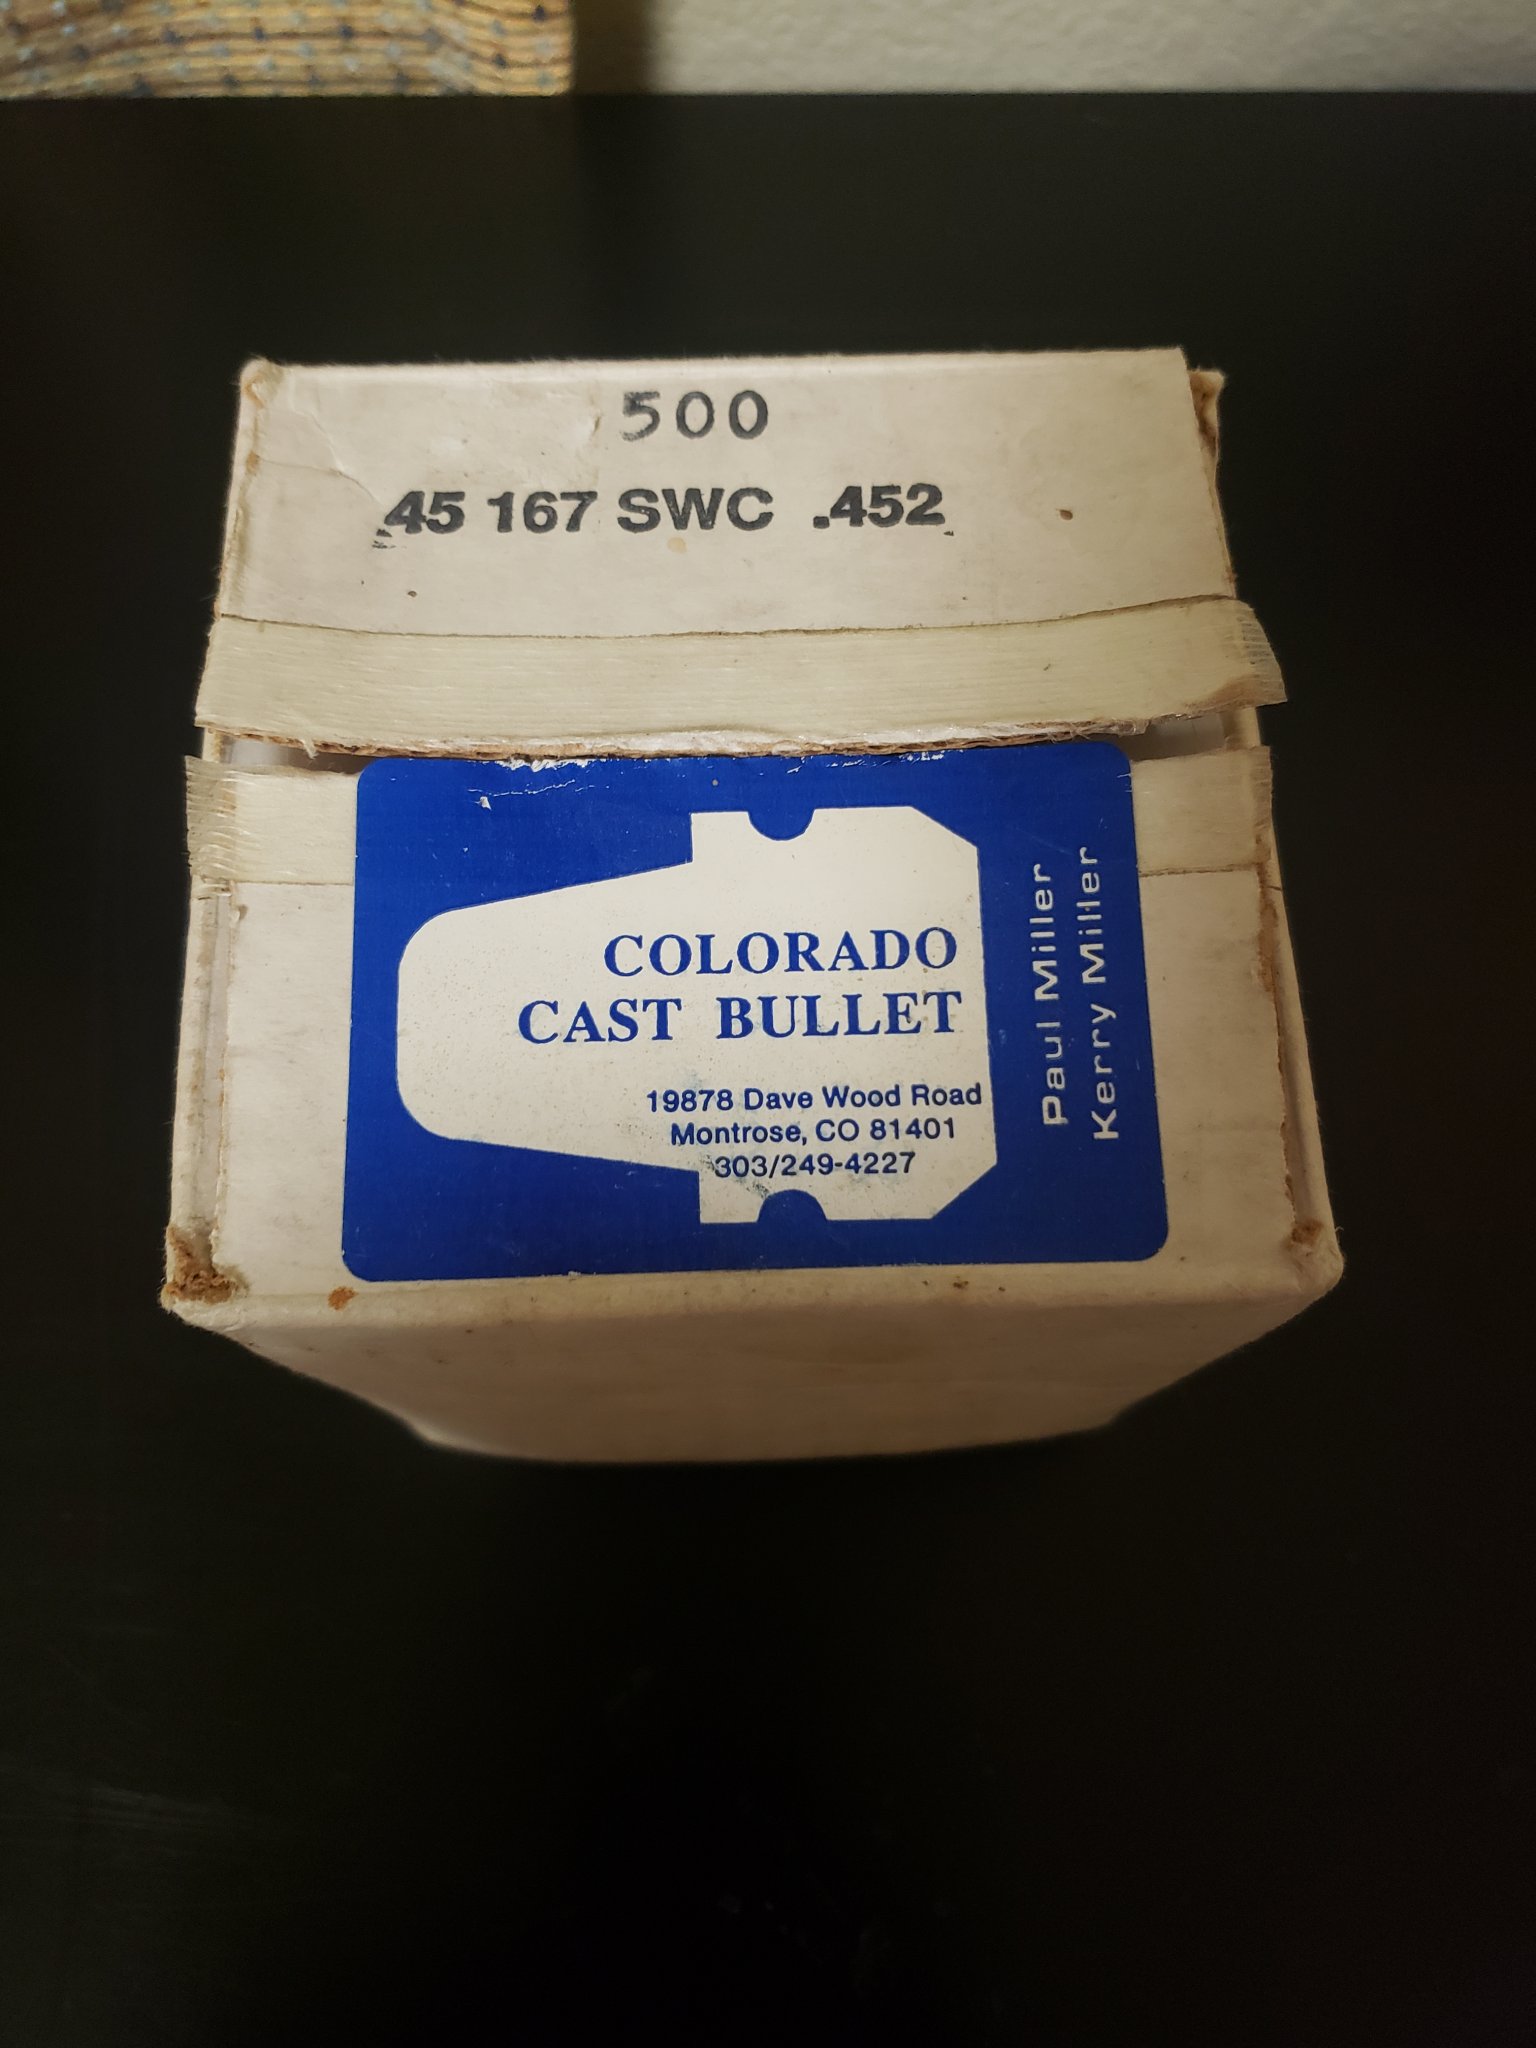 500
.45 167 SWC .452
COLORADO
CAST BULLET
19878 Dave Wood Road
Montrose, CO 81401
303/249-4227
Paul Miller
Kerry Miller